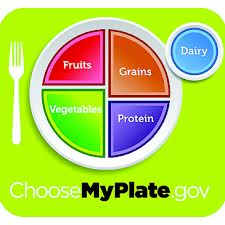 Dairy
Fruits
Grains
Vegetables
Protein
ChooseMyPlate.gov